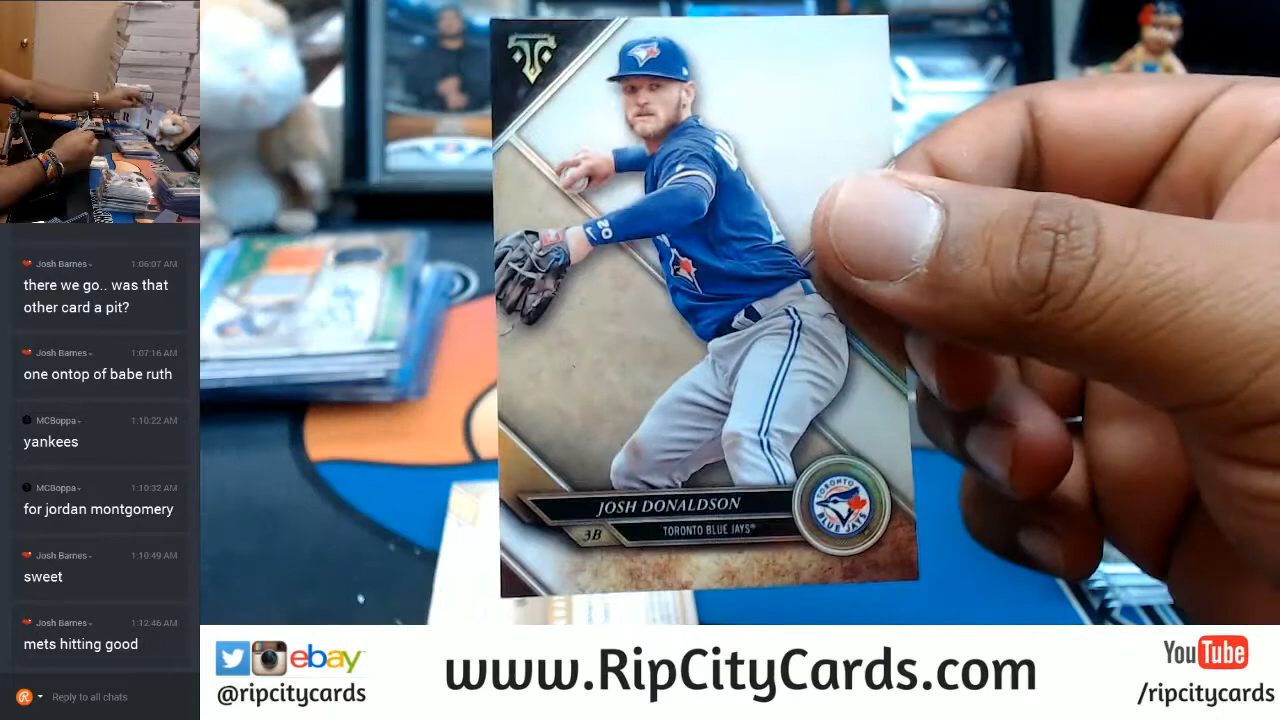 Josh Barnes
1:06:07 AM
there we go.. was that
other card a pit?
Josh Barnes
1:07:16 AM
one ontop of babe ruth
MCBoppa
1:10:22 AM
yankees
MCBoppa
1:10:32 AM
for jordan montgomery
Josh Barnes
1:10:49 AM
sweet
Josh Barnes
1:12:46 AM
mets hitting good
Reply to all chats
20
JOSH DONALDSON
3B
TORONTO BLUE JAYS®
TORONTO
BLUE JAYS
ebay
@ripcitycards
www.RipCityCards.com
YouTube
/ripcitycards